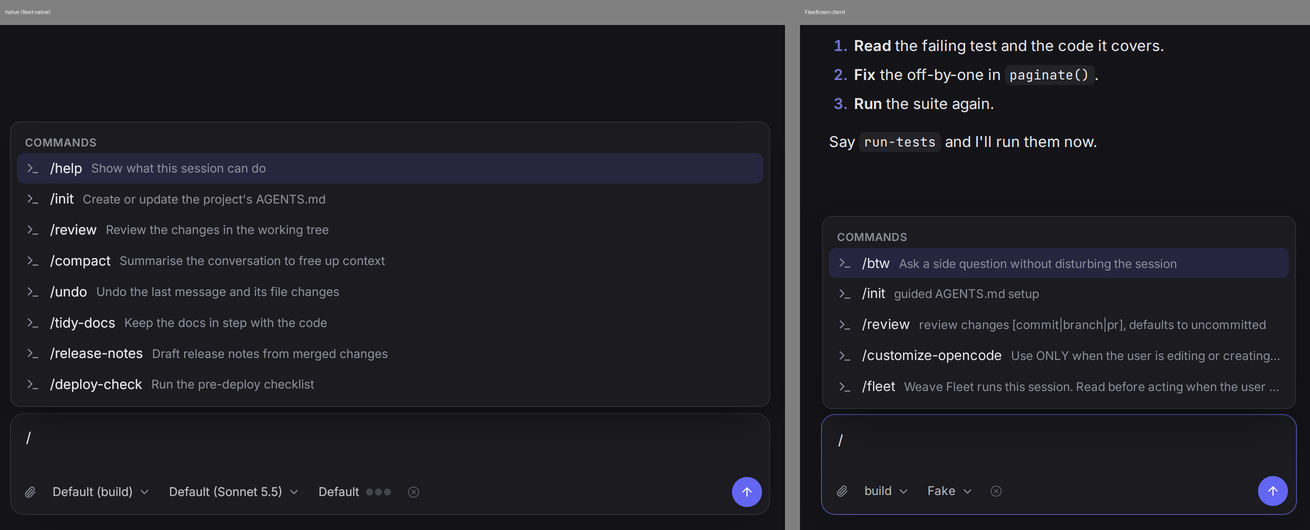 native (fleet-native)
COMMANDS
/help Show what this session can do
/init Create or update the project's AGENTS.md
/review Review the changes in the working tree
/compact Summarise the conversation to free up context
/undo Undo the last message and its file changes
/tidy-docs Keep the docs in step with the code
/release-notes Draft release notes from merged changes
/deploy-check Run the pre-deploy checklist
/
Default (build) Default (Sonnet 5.5) Default
Fleet's own client
1. Read the failing test and the code it covers.
2. Fix the off-by-one in paginate().
3. Run the suite again.
Say run-tests and I'll run them now.
COMMANDS
/btw Ask a side question without disturbing the session
/init guided AGENTS.md setup
/review review changes [commit|branch|pr], defaults to uncommitted
/customize-opencode Use ONLY when the user is editing or creating...
/fleet Weave Fleet runs this session. Read before acting when the user ...
/
build Fake